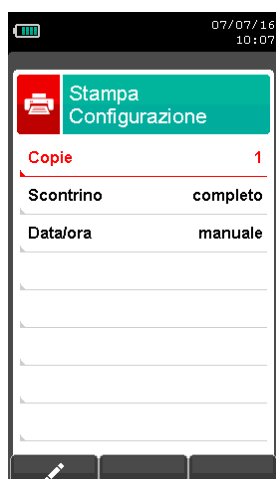 07/07/16
10:07
Stampa
Configurazione
Copie 1
Scontrino completo
Data/ora manuale